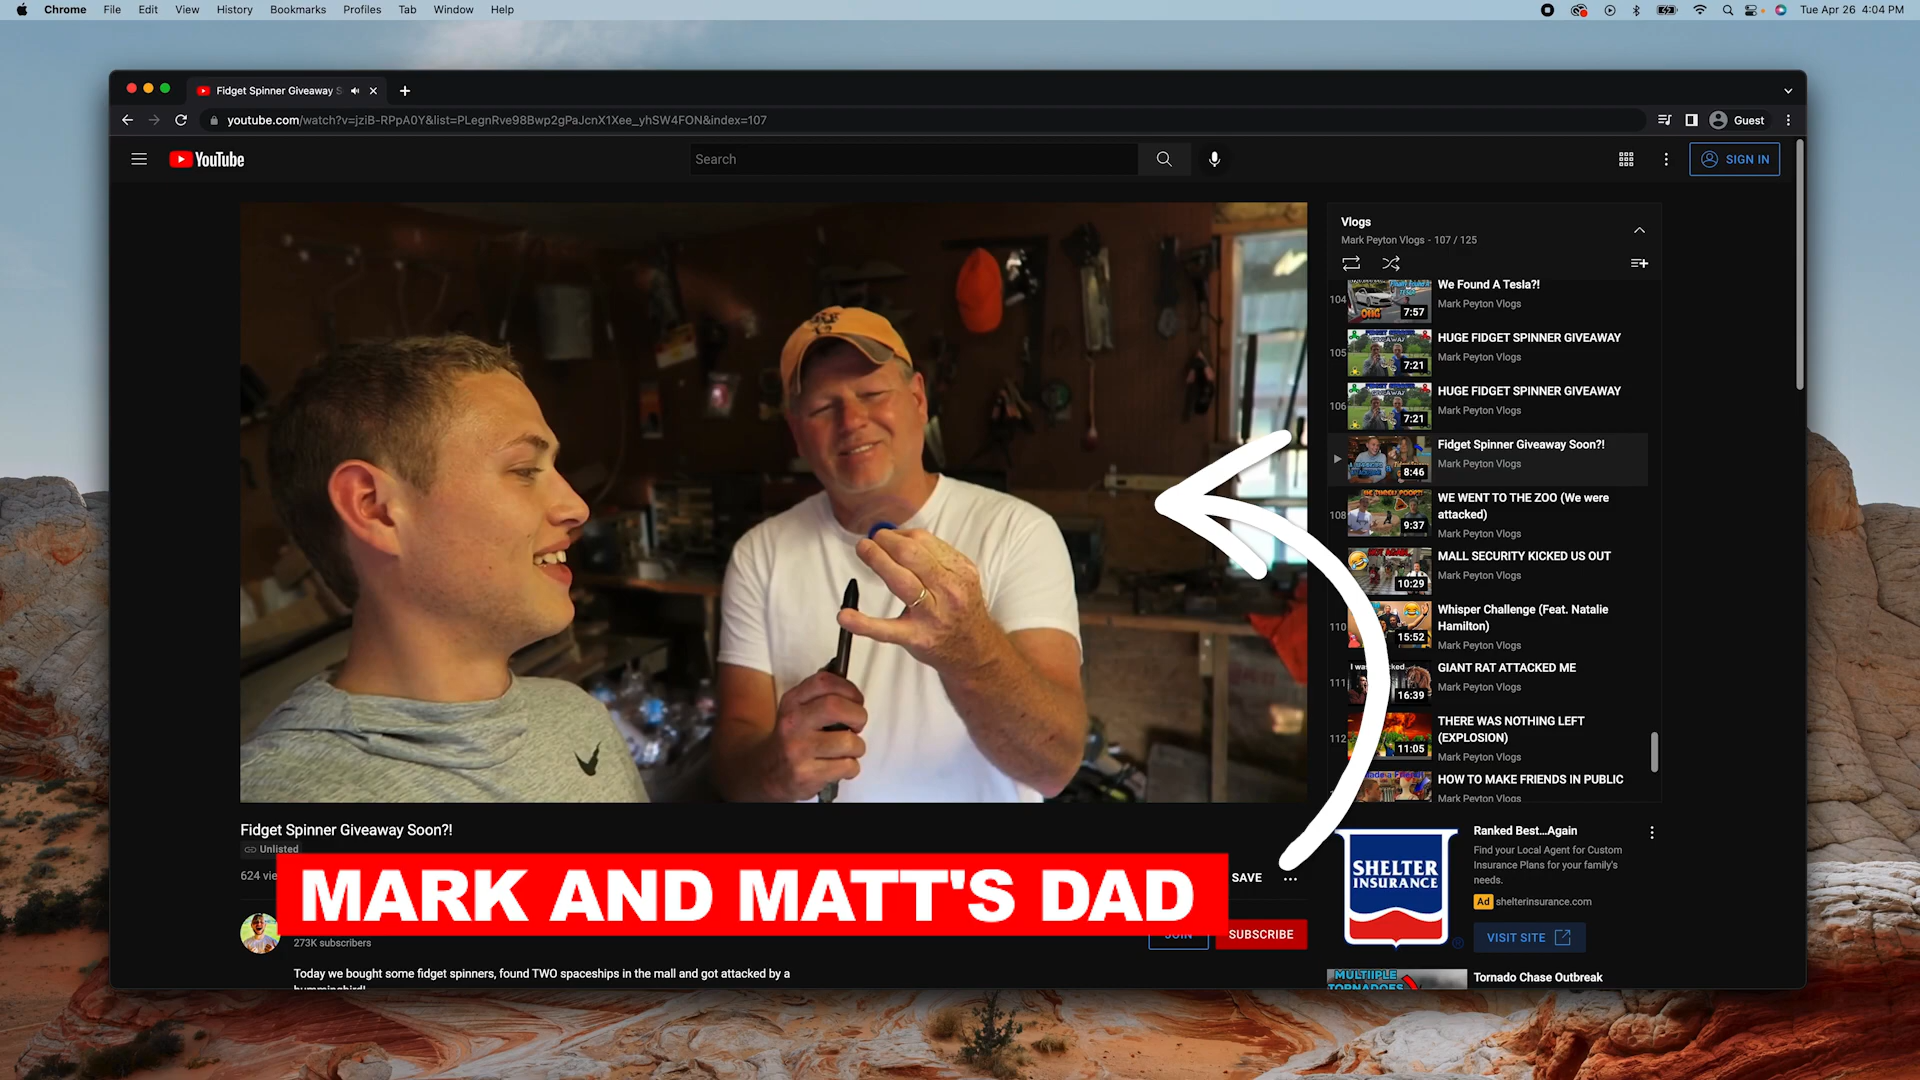 Chrome File Edit View History Bookmarks Profiles Tab Window Help
Tue Apr 26 4:04 PM
Fidget Spinner Giveaway S
youtube.com/watch?v=jziB-RPpA0Y&list=PLegnRve98Bwp2gPaJcnX1Xee_yhSW4FON&index=107
Guest
YouTube
Search
SIGN IN
Vlogs
Mark Peyton Vlogs - 107 / 125
104
7:57
We Found A Tesla?!
Mark Peyton Vlogs
105
7:21
HUGE FIDGET SPINNER GIVEAWAY
Mark Peyton Vlogs
106
7:21
HUGE FIDGET SPINNER GIVEAWAY
Mark Peyton Vlogs
8:46
Fidget Spinner Giveaway Soon?!
Mark Peyton Vlogs
108
9:37
WE WENT TO THE ZOO (We were
attacked)
Mark Peyton Vlogs
10:29
MALL SECURITY KICKED US OUT
Mark Peyton Vlogs
110
15:52
Whisper Challenge (Feat. Natalie
Hamilton)
Mark Peyton Vlogs
111
16:39
GIANT RAT ATTACKED ME
Mark Peyton Vlogs
112
11:05
THERE WAS NOTHING LEFT
(EXPLOSION)
Mark Peyton Vlogs
HOW TO MAKE FRIENDS IN PUBLIC
Mark Peyton Vlogs
Fidget Spinner Giveaway Soon?!
Unlisted
624 vie
SAVE
MARK AND MATT'S DAD
273K subscribers
JOIN
SUBSCRIBE
Today we bought some fidget spinners, found TWO spaceships in the mall and got attacked by a
hummingbird!
SHELTER
INSURANCE
Ranked Best...Again
Find your Local Agent for Custom
Insurance Plans for your family's
needs.
Ad shelterinsurance.com
VISIT SITE
MULTIIPLE
TORNADOES
Tornado Chase Outbreak